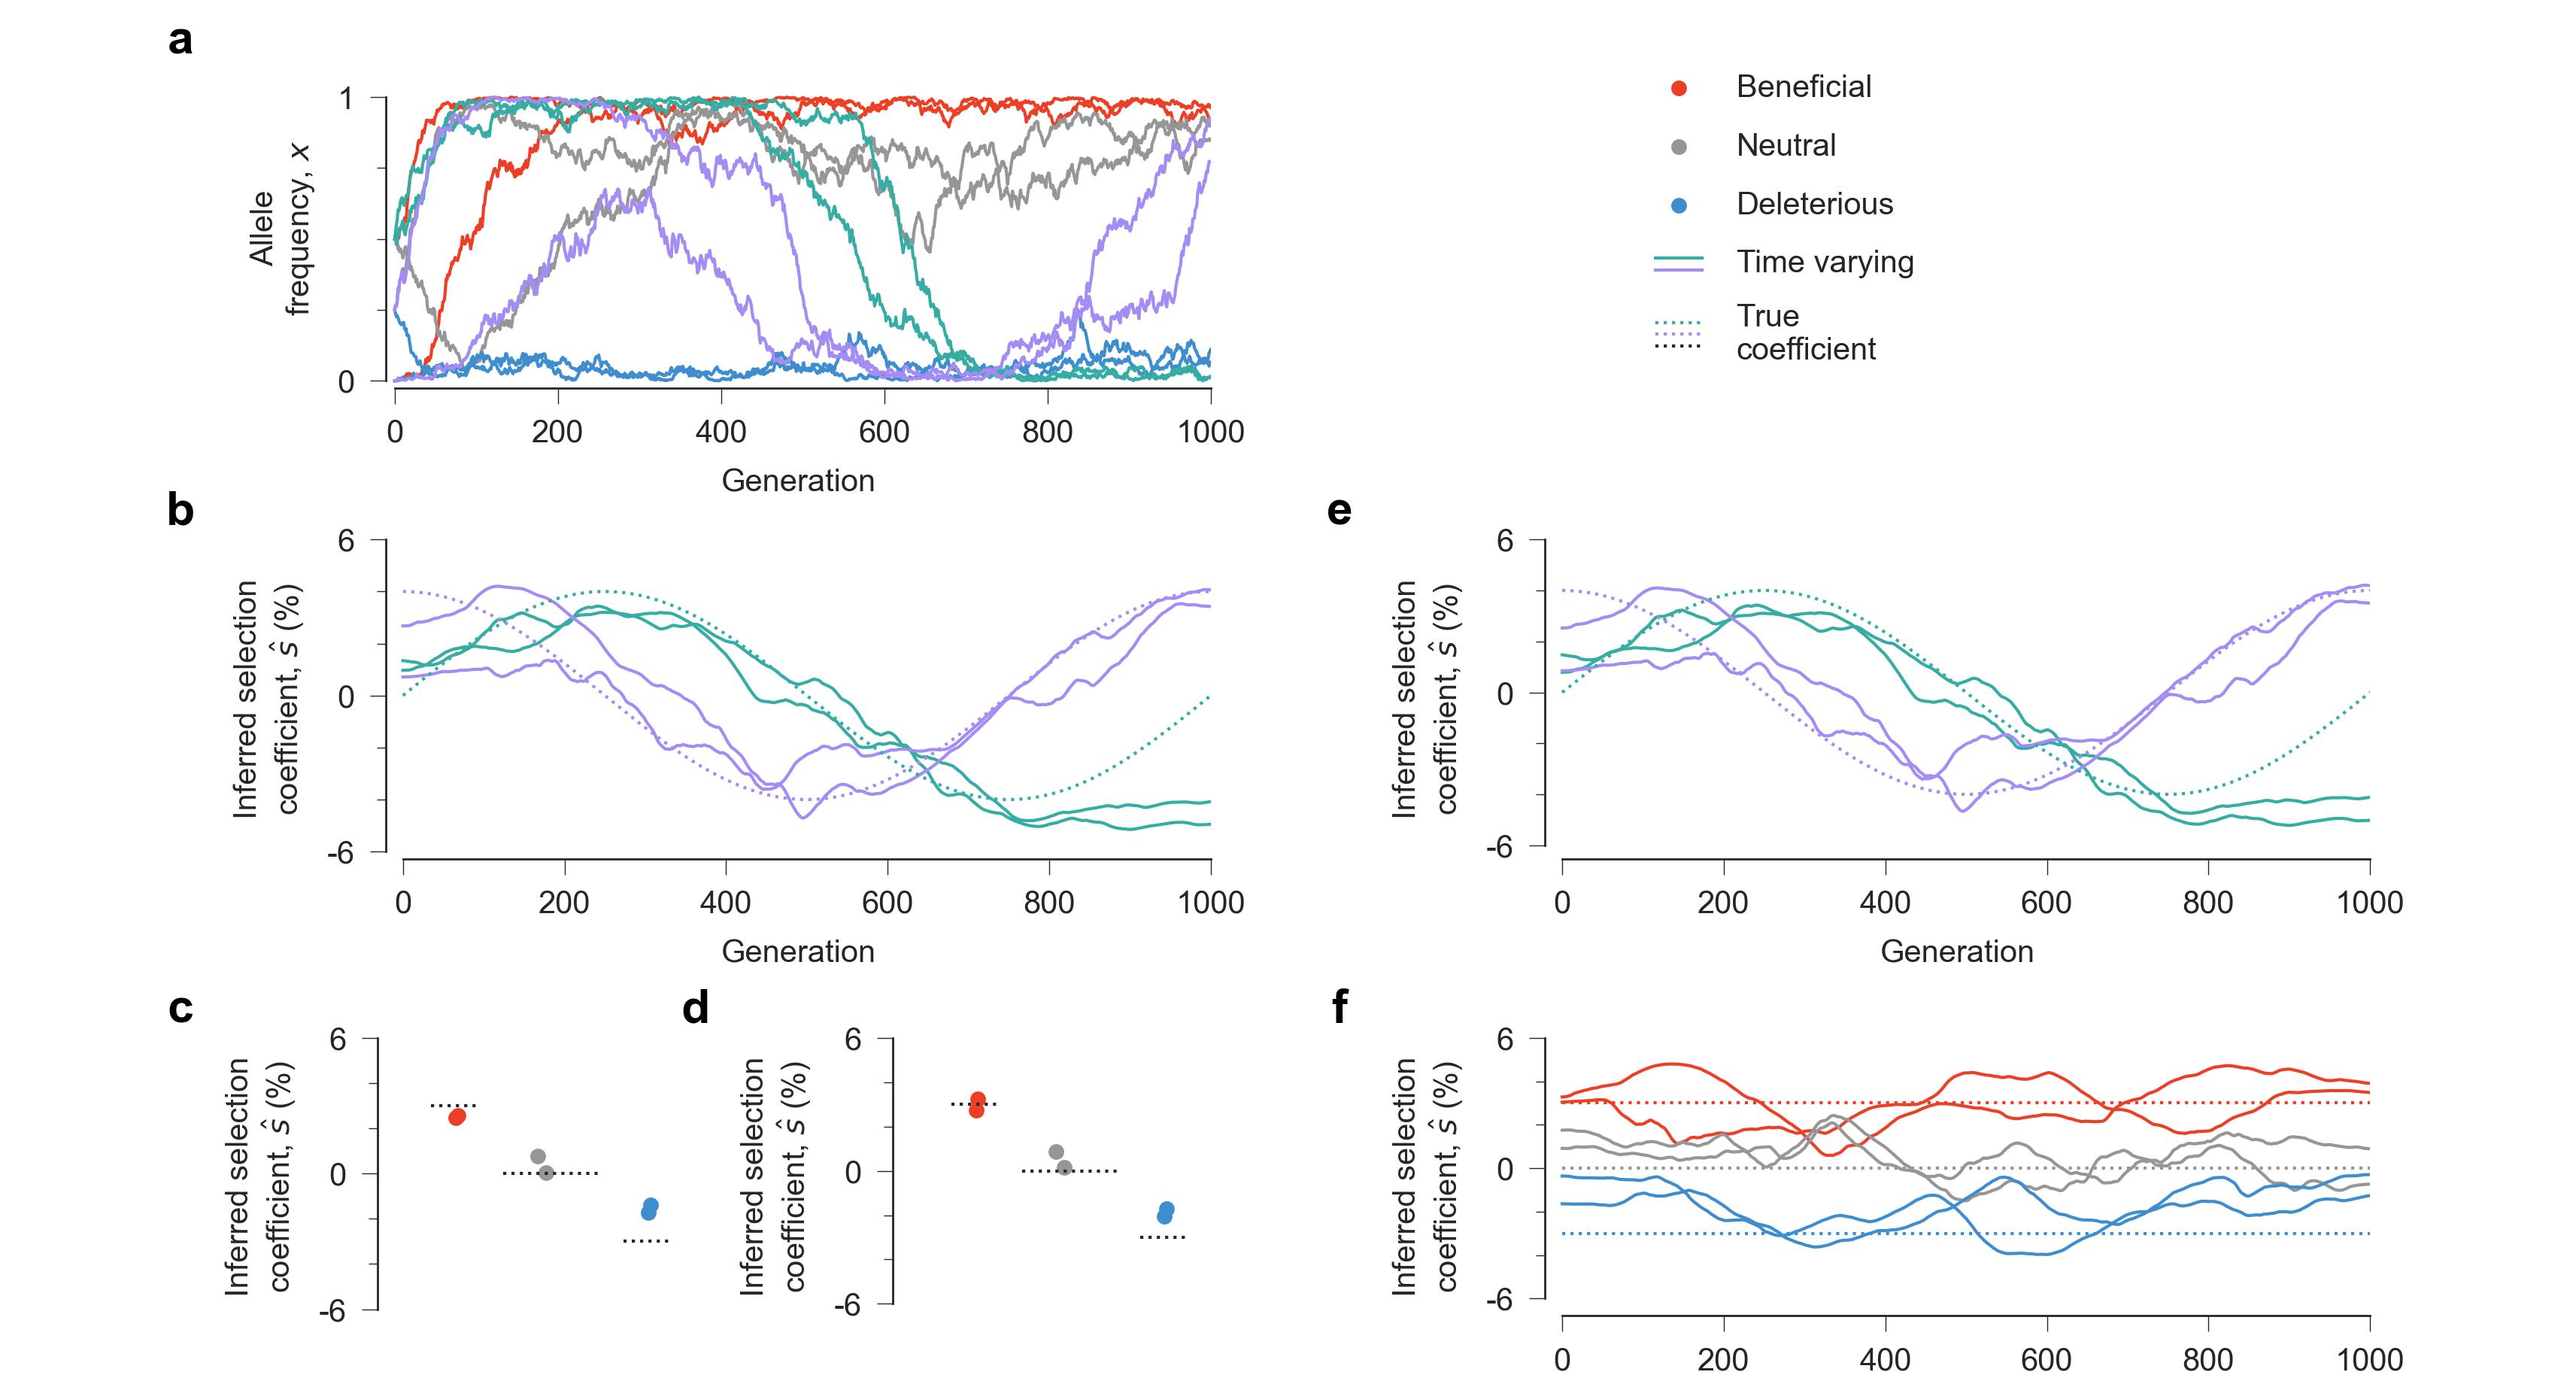 a
1
0
Allele
frequency, x
0 200 400 600 800 1000
Generation
Beneficial
Neutral
Deleterious
Time varying
True
coefficient
b
6
0
-6
Inferred selection
coefficient, ŝ (%)
0 200 400 600 800 1000
Generation
e
6
0
-6
Inferred selection
coefficient, ŝ (%)
0 200 400 600 800 1000
Generation
c
6
0
-6
Inferred selection
coefficient, ŝ (%)
d
6
0
-6
Inferred selection
coefficient, ŝ (%)
f
6
0
-6
Inferred selection
coefficient, ŝ (%)
0 200 400 600 800 1000